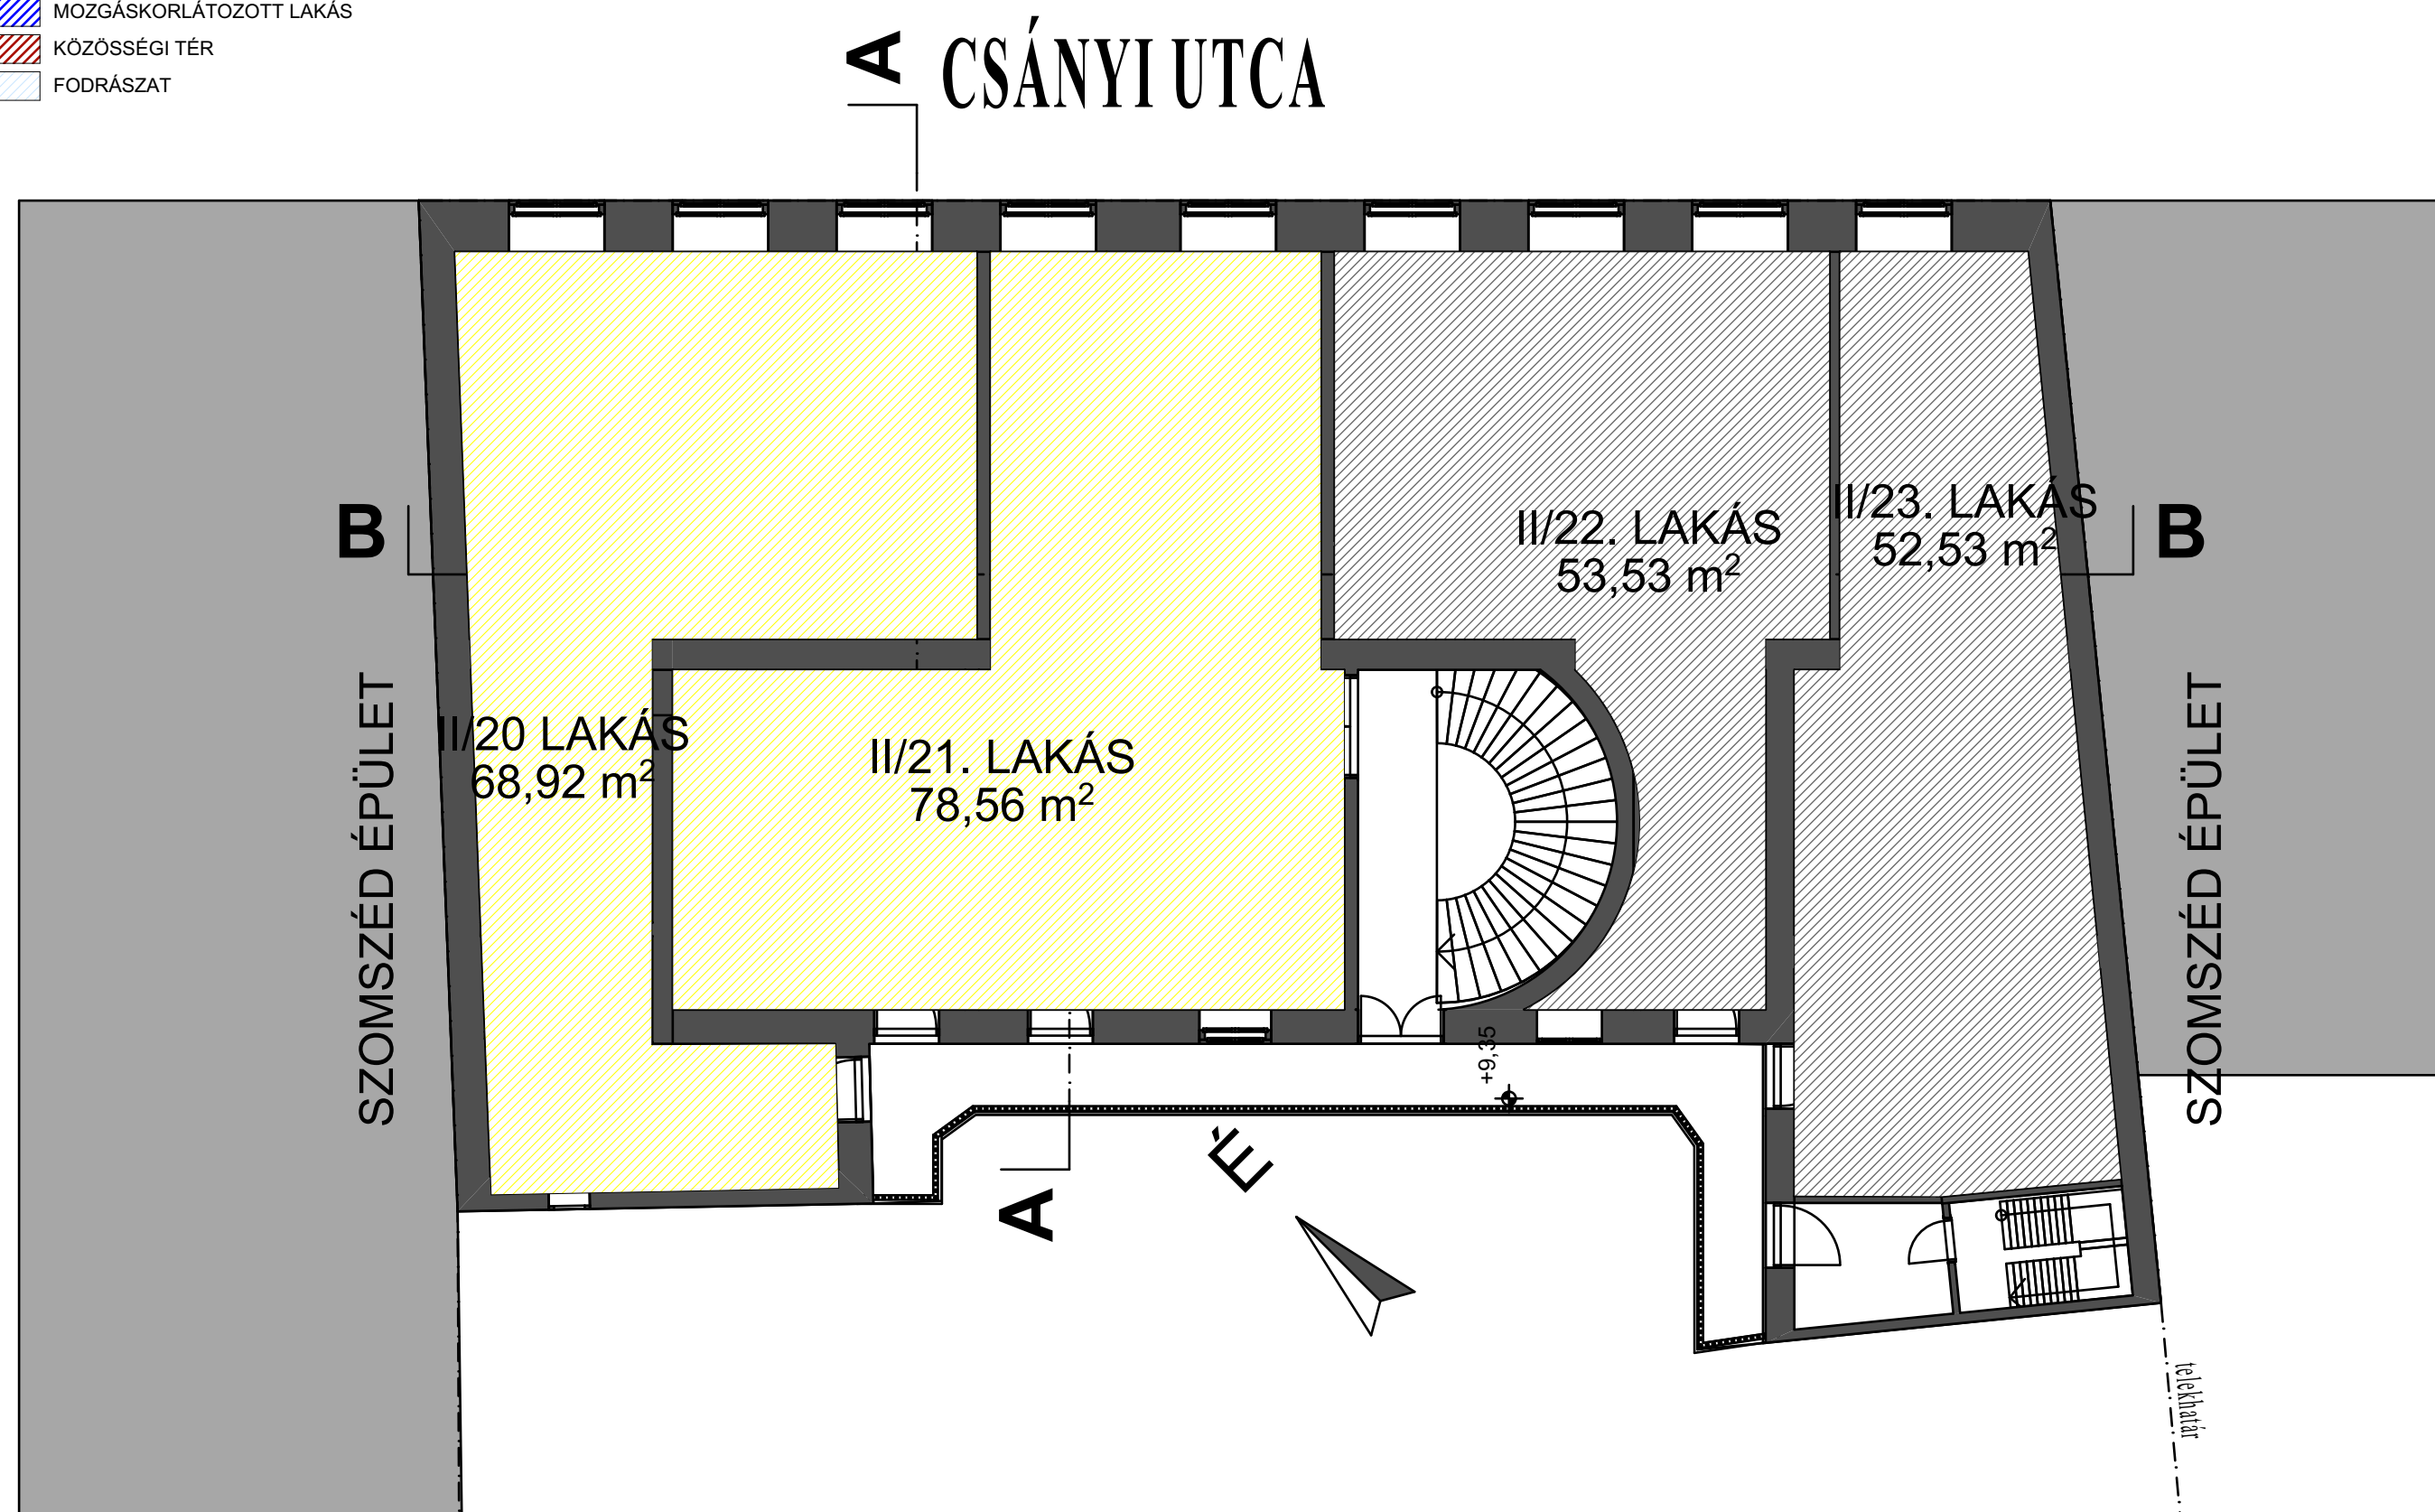 MOZGÁSKORLÁTOZOTT LAKÁS
KÖZÖSSÉGI TÉR
FODRÁSZAT
A
CSÁNYI UTCA
B
II/23. LAKÁS
52,53 m²
II/22. LAKÁS
53,53 m²
B
II/20 LAKÁS
68,92 m²
II/21. LAKÁS
78,56 m²
SZOMSZÉD ÉPÜLET
SZOMSZÉD ÉPÜLET
+9,35
É
A
telekhatár